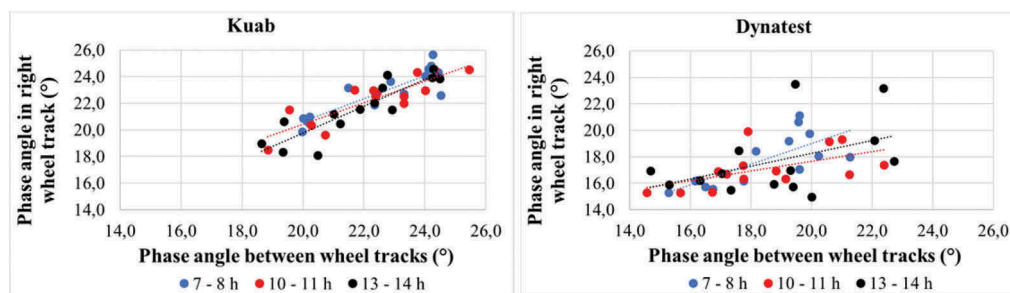 Kuab
Phase angle in right
wheel track (°)
26,0
24,0
22,0
20,0
18,0
16,0
14,0
14,0 16,0 18,0 20,0 22,0 24,0 26,0
Phase angle between wheel tracks (°)
7 - 8 h 10 - 11 h 13 - 14 h
Dynatest
Phase angle in right
wheel track (°)
26,0
24,0
22,0
20,0
18,0
16,0
14,0
14,0 16,0 18,0 20,0 22,0 24,0 26,0
Phase angle between wheel tracks (°)
7 - 8 h 10 - 11 h 13 - 14 h